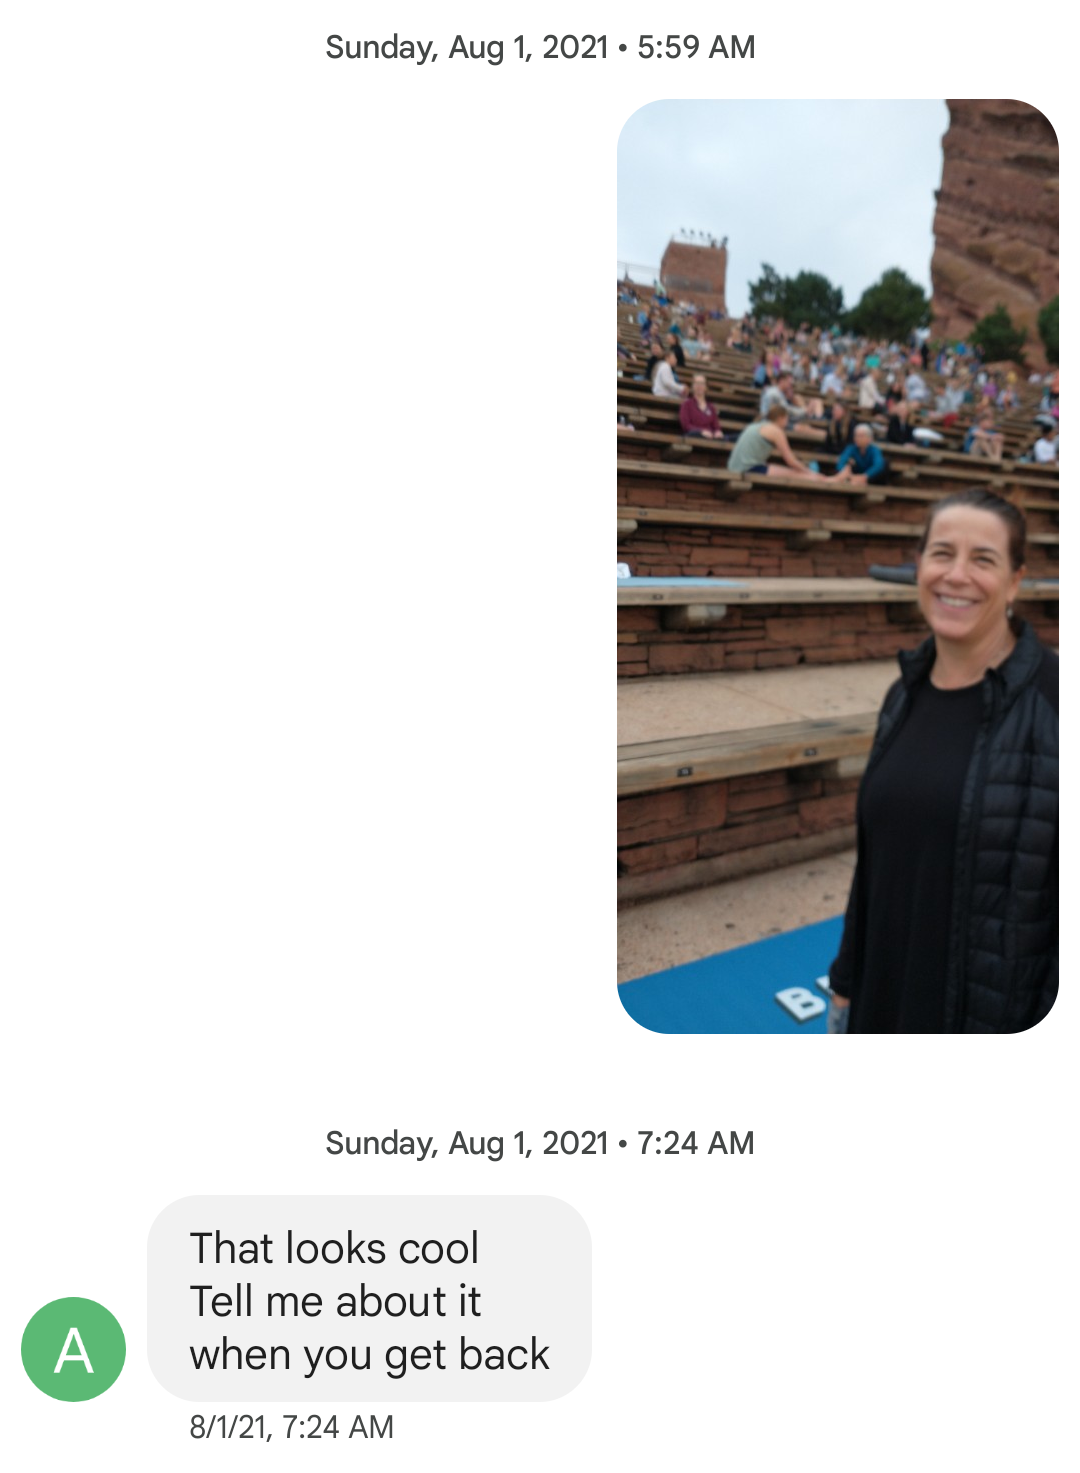 Sunday, Aug 1, 2021 • 5:59 AM
B
Sunday, Aug 1, 2021 • 7:24 AM
That looks cool
Tell me about it
when you get back
A
8/1/21, 7:24 AM